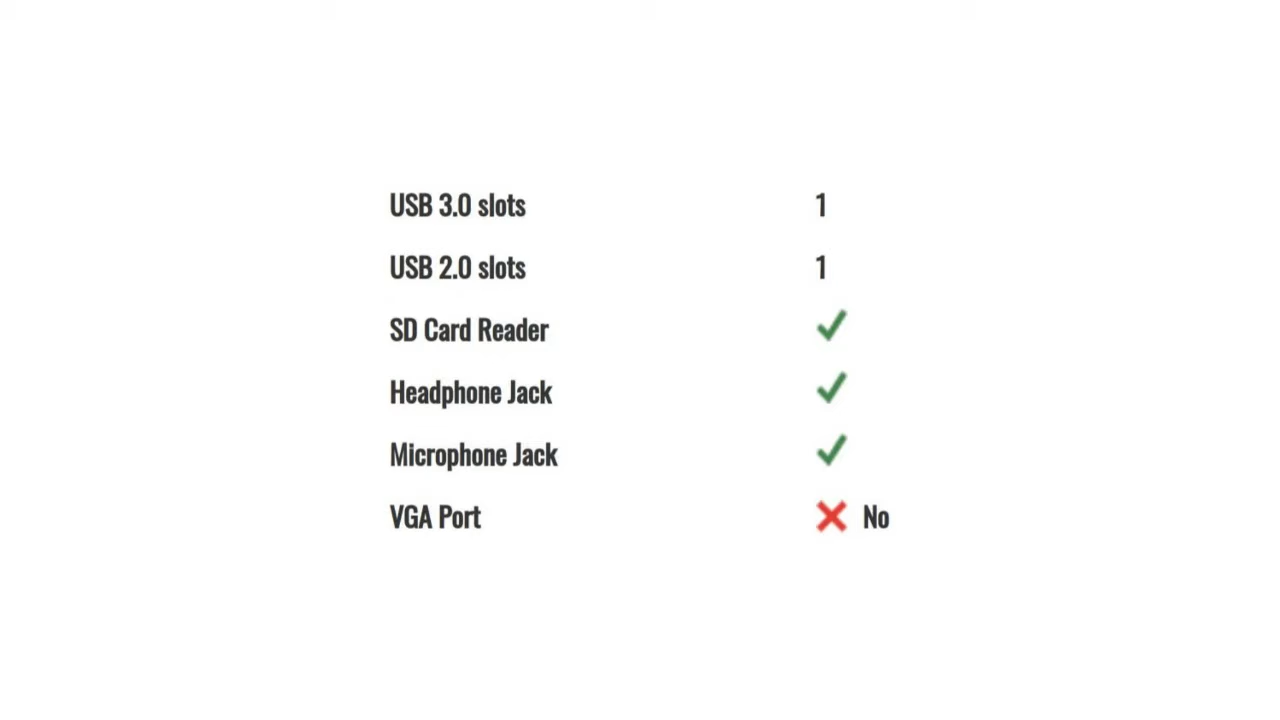 USB 3.0 slots 1
USB 2.0 slots 1
SD Card Reader
Headphone Jack
Microphone Jack
VGA Port No